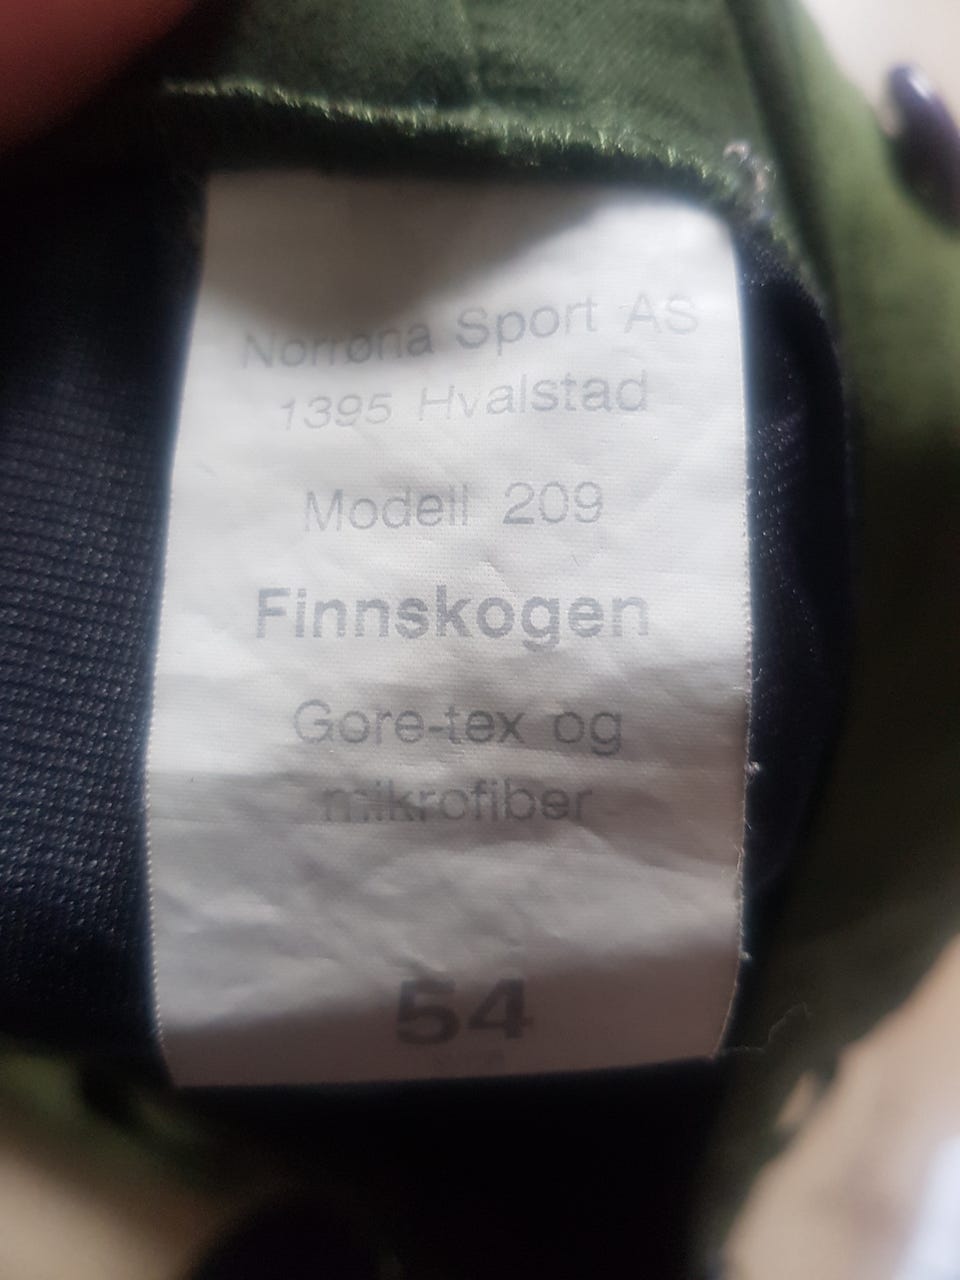 Norrøna Sport AS
1395 Hvalstad
Modell 209
Finnskogen
Gore-tex og
mikrofiber
54